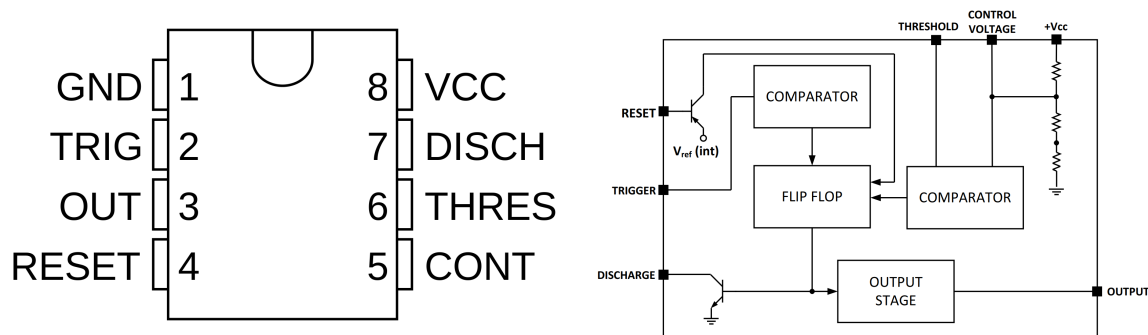 GND 1 8 VCC
TRIG 2 7 DISCH
OUT 3 6 THRES
RESET 4 5 CONT
THRESHOLD
CONTROL
VOLTAGE
+Vcc
COMPARATOR
RESET
Vref (int)
TRIGGER
FLIP FLOP
COMPARATOR
DISCHARGE
OUTPUT
STAGE
OUTPUT